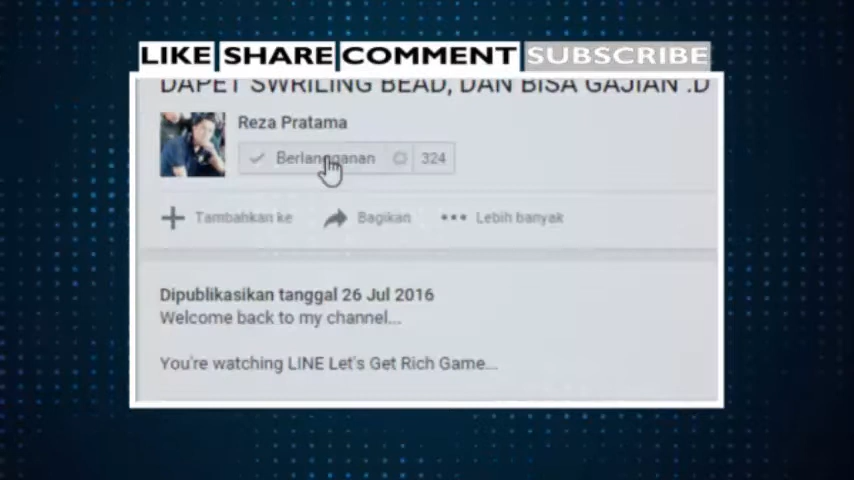 LIKE SHARE COMMENT SUBSCRIBE
DAPET SWRILING BEAD, DAN BISA GAJIAN :D
Reza Pratama
Berlangganan 324
Tambahkan ke Bagikan Lebih banyak
Dipublikasikan tanggal 26 Jul 2016
Welcome back to my channel...
You're watching LINE Let's Get Rich Game...